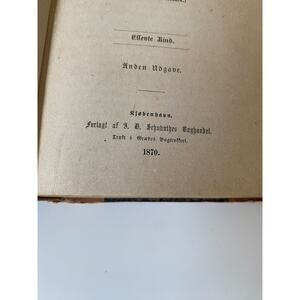 Ellevte Bind.
Anden Udgave.
Kjøbenhavn.
Forlagt af J. H. Schubothes Boghandel.
Trykt i Græbes Bogtrykkeri.
1870.